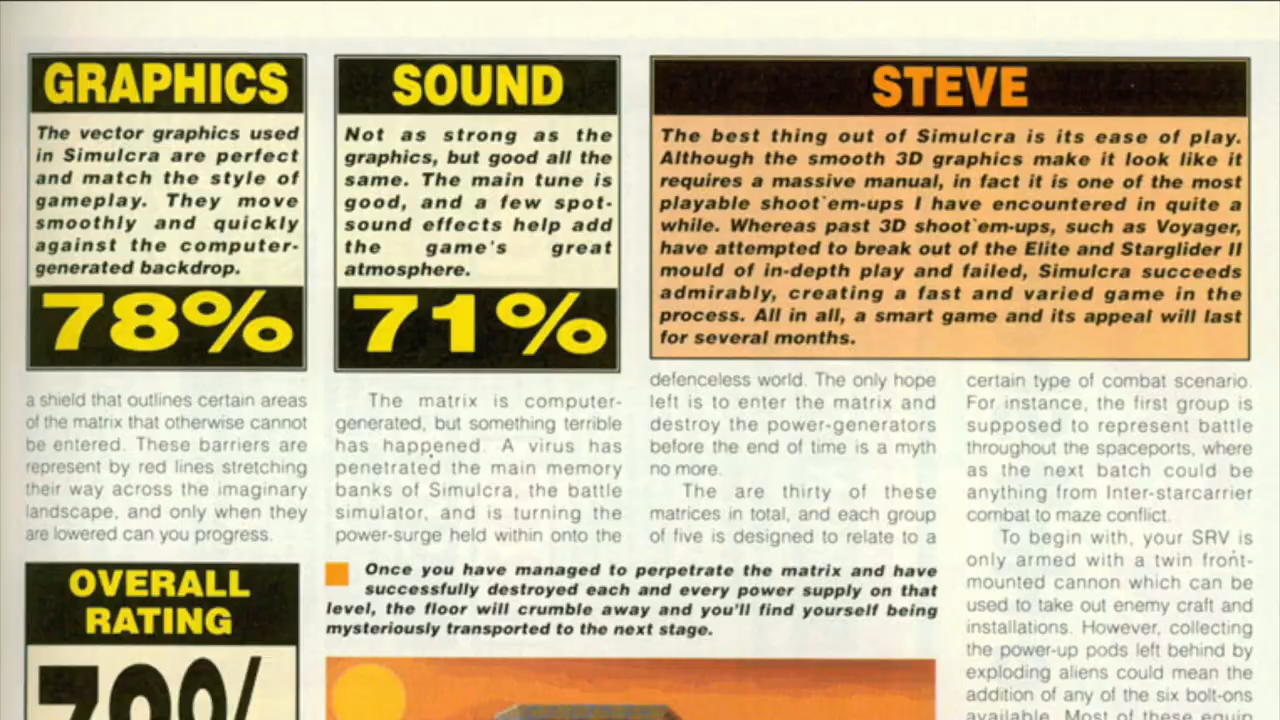 GRAPHICS
The vector graphics used
in Simulcra are perfect
and match the style of
gameplay. They move
smoothly and quickly
against the computer-
generated backdrop.
78%
SOUND
Not as strong as the
graphics, but good all the
same. The main tune is
good, and a few spot-
sound effects help add
the game's great
atmosphere.
71%
STEVE
The best thing out of Simulcra is its ease of play.
Although the smooth 3D graphics make it look like it
requires a massive manual, in fact it is one of the most
playable shoot`em-ups I have encountered in quite a
while. Whereas past 3D shoot`em-ups, such as Voyager,
have attempted to break out of the Elite and Starglider II
mould of in-depth play and failed, Simulcra succeeds
admirably, creating a fast and varied game in the
process. All in all, a smart game and its appeal will last
for several months.
a shield that outlines certain areas
of the matrix that otherwise cannot
be entered. These barriers are
represent by red lines stretching
their way across the imaginary
landscape, and only when they
are lowered can you progress.
OVERALL
RATING
The matrix is computer-
generated, but something terrible
has happened. A virus has
penetrated the main memory
banks of Simulcra, the battle
simulator, and is turning the
power-surge held within onto the
defenceless world. The only hope
left is to enter the matrix and
destroy the power-generators
before the end of time is a myth
no more.
The are thirty of these
matrices in total, and each group
of five is designed to relate to a
certain type of combat scenario.
For instance, the first group is
supposed to represent battle
throughout the spaceports, where
as the next batch could be
anything from Inter-starcarrier
combat to maze conflict.
To begin with, your SRV is
only armed with a twin front-
mounted cannon which can be
used to take out enemy craft and
installations. However, collecting
the power-up pods left behind by
exploding aliens could mean the
addition of any of the six bolt-ons
available. Most of these equip
Once you have managed to perpetrate the matrix and have
successfully destroyed each and every power supply on that
level, the floor will crumble away and you'll find yourself being
mysteriously transported to the next stage.